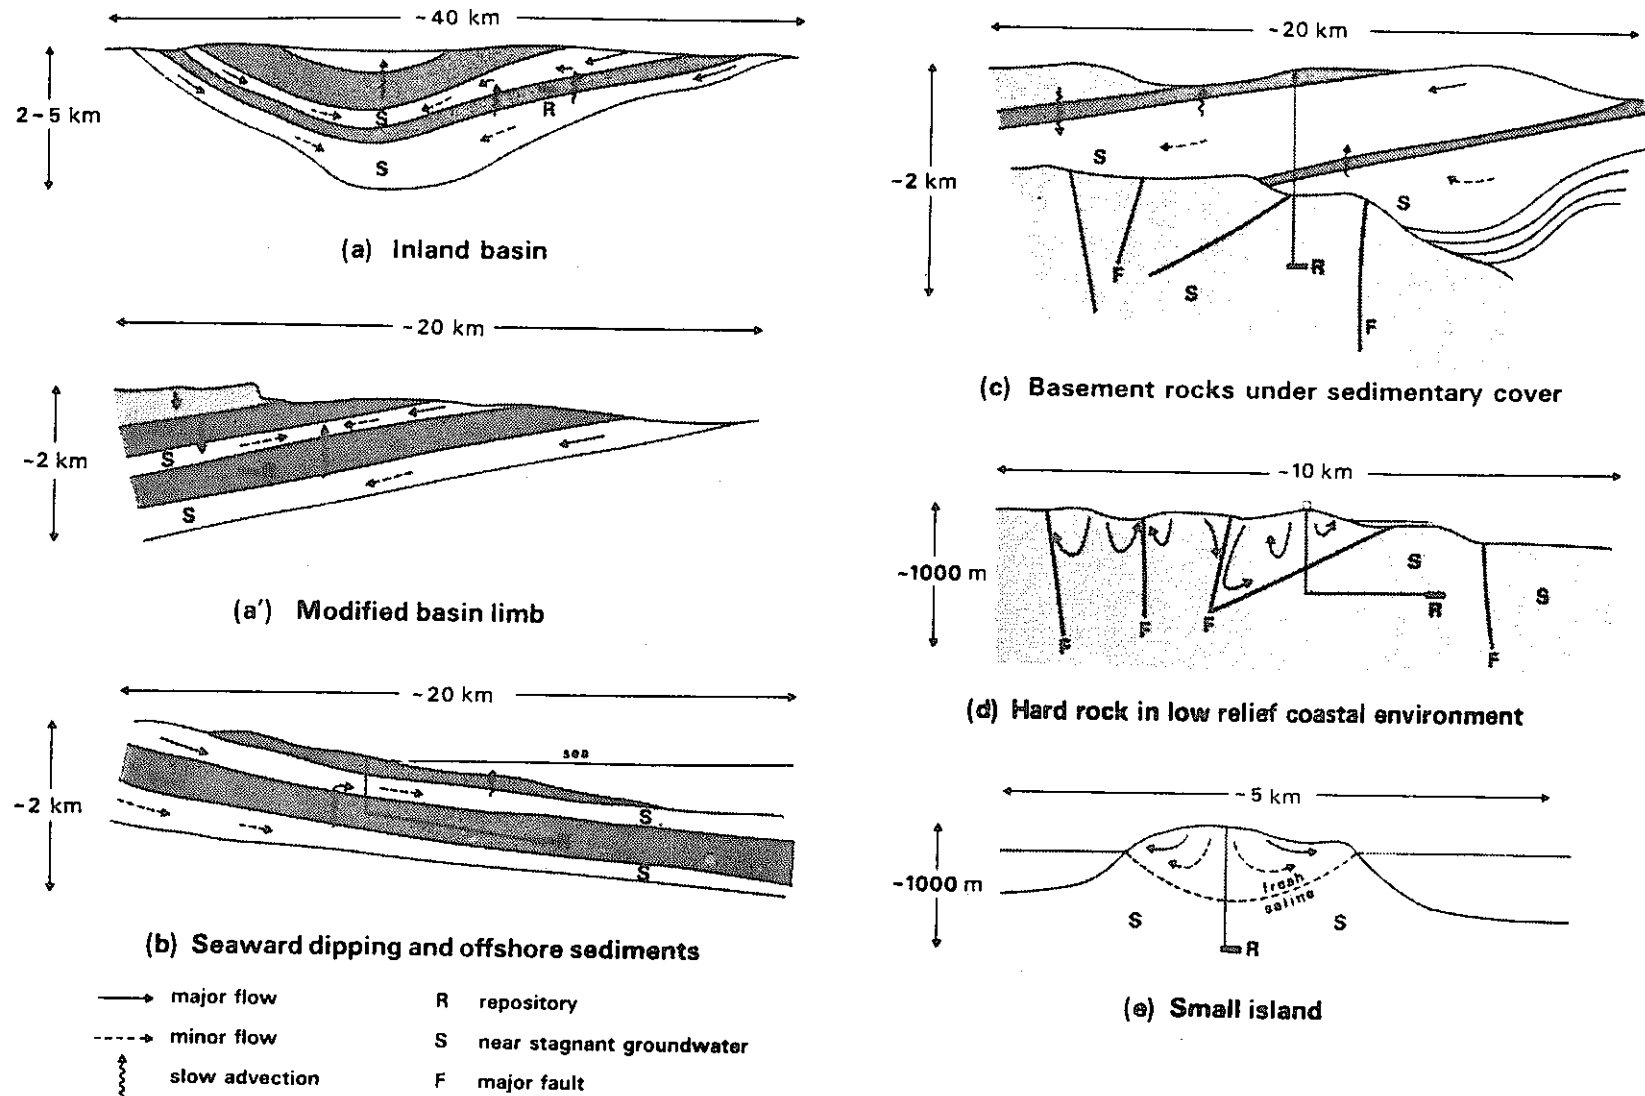 ~40 km
2-5 km
S
R
S
(a) Inland basin
~20 km
~2 km
S
S
(a') Modified basin limb
~20 km
sea
~2 km
S
R
S
(b) Seaward dipping and offshore sediments
major flow
minor flow
slow advection
R repository
S near stagnant groundwater
F major fault
~20 km
~2 km
S
S
F
R
S
F
(c) Basement rocks under sedimentary cover
~10 km
~1000 m
S
S
R
F
F
F
F
(d) Hard rock in low relief coastal environment
~5 km
~1000 m
fresh
saline
S
S
R
(e) Small island